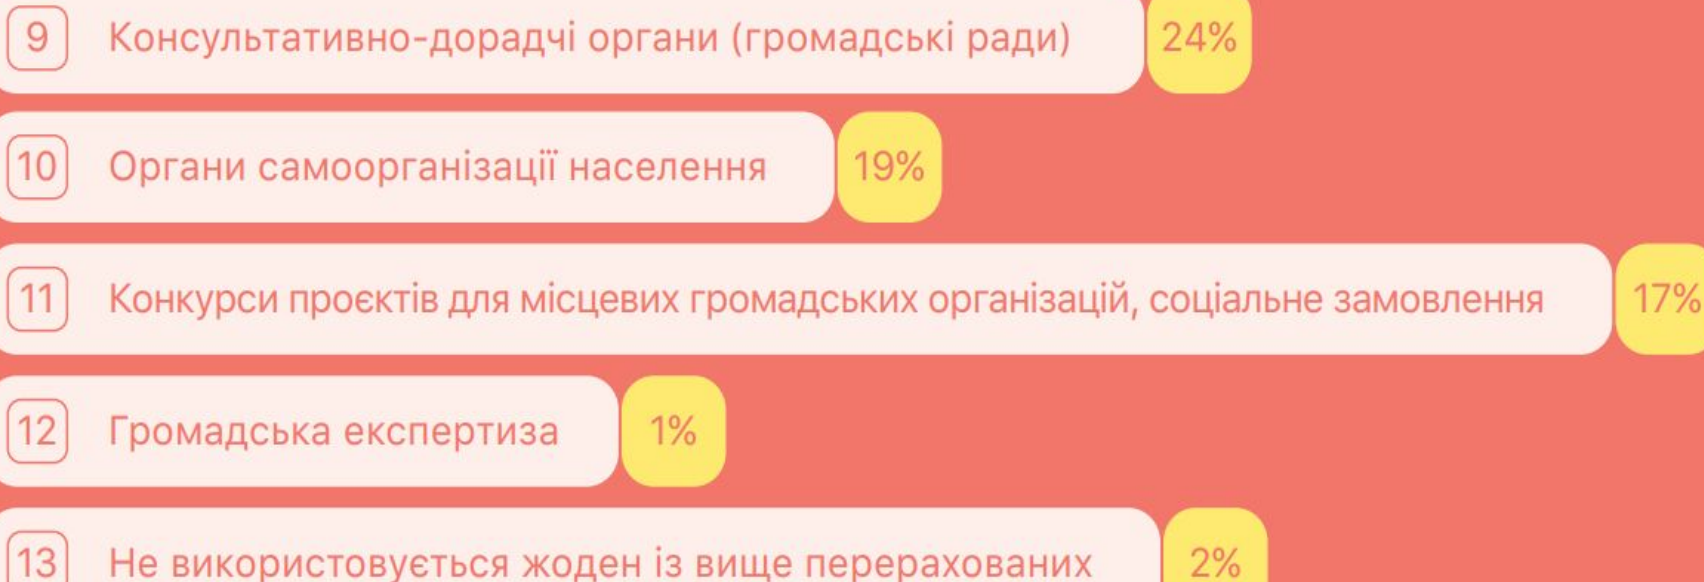 9 Консультативно-дорадчі органи (громадські ради) 24%
10 Органи самоорганізації населення 19%
11 Конкурси проєктів для місцевих громадських організацій, соціальне замовлення 17%
12 Громадська експертиза 1%
13 Не використовується жоден із вище перерахованих 2%